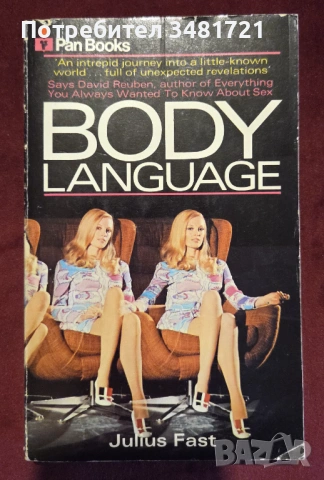 Потребител 3481721
Pan Books
'An intrepid journey into a little-known
world . . . full of unexpected revelations'
Says David Reuben, author of Everything
You Always Wanted To Know About Sex
BODY
LANGUAGE
Julius Fast
BAZAR